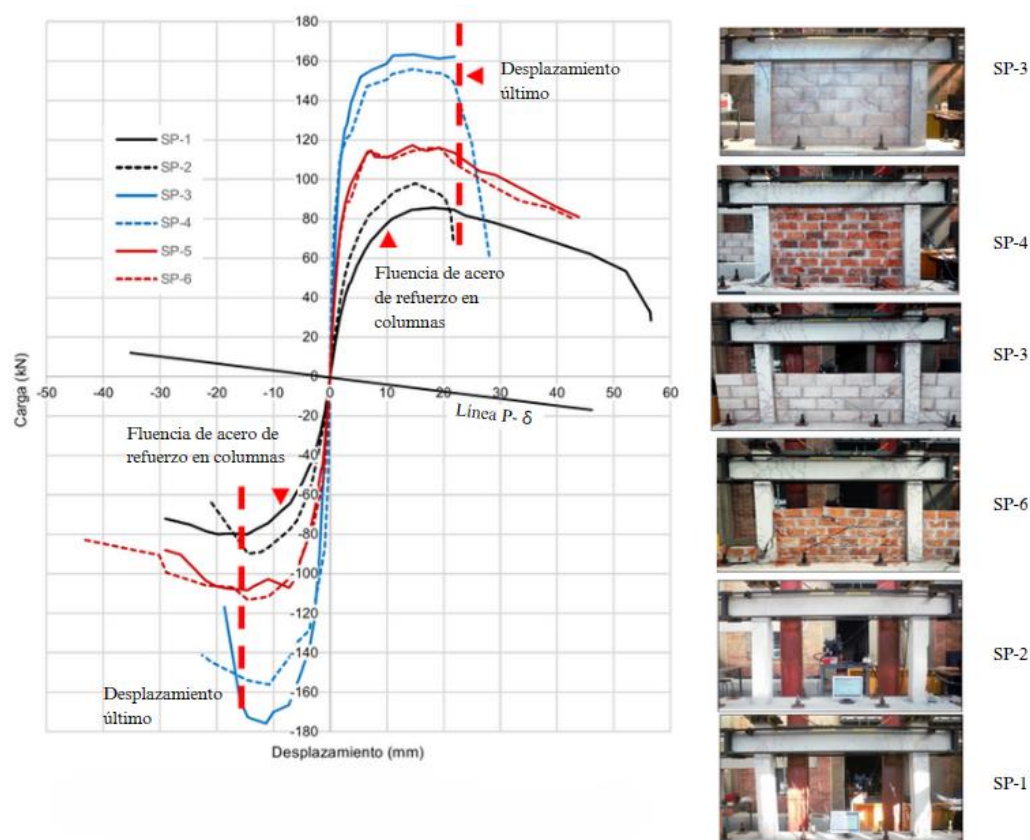 180
160
140
120
100
80
60
40
20
0
-20
-40
-60
-80
-100
-120
-140
-160
-180
-50
-40
-30
-20
-10
0
10
20
30
40
50
60
Carga (kN)
Desplazamiento (mm)
SP-1
SP-2
SP-3
SP-4
SP-5
SP-6
Desplazamiento
último
Fluencia de acero
de refuerzo en
columnas
Línea P- δ
Fluencia de acero de
refuerzo en columnas
Desplazamiento
último
SP-3
SP-4
SP-3
SP-6
SP-2
SP-1